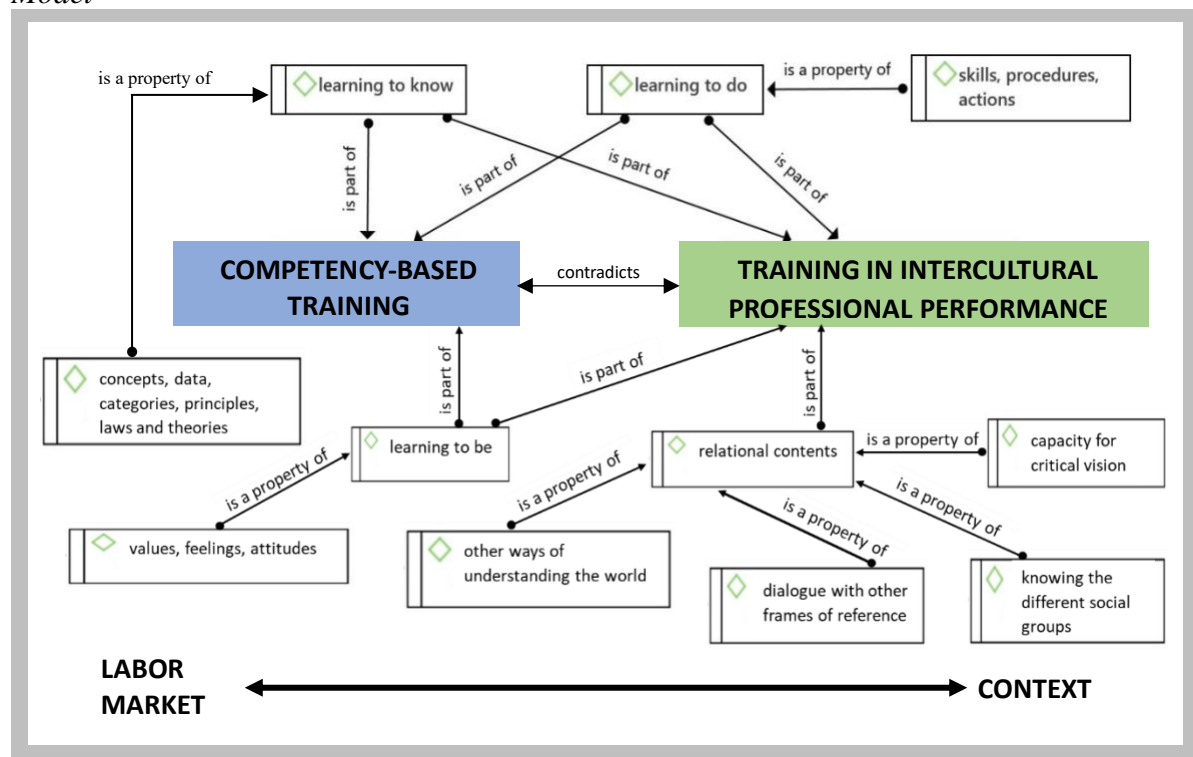 Model
is a property of
learning to know
learning to do
is a property of
skills, procedures,
actions
is part of
is part of
is part of
is part of
COMPETENCY-BASED
TRAINING
contradicts
TRAINING IN INTERCULTURAL
PROFESSIONAL PERFORMANCE
concepts, data,
categories, principles,
laws and theories
is part of
is part of
is part of
learning to be
relational contents
is a property of
capacity for
critical vision
is a property of
is a property of
is a property of
is a property of
values, feelings, attitudes
other ways of
understanding the world
dialogue with other
frames of reference
knowing the
different social
groups
LABOR
MARKET
CONTEXT